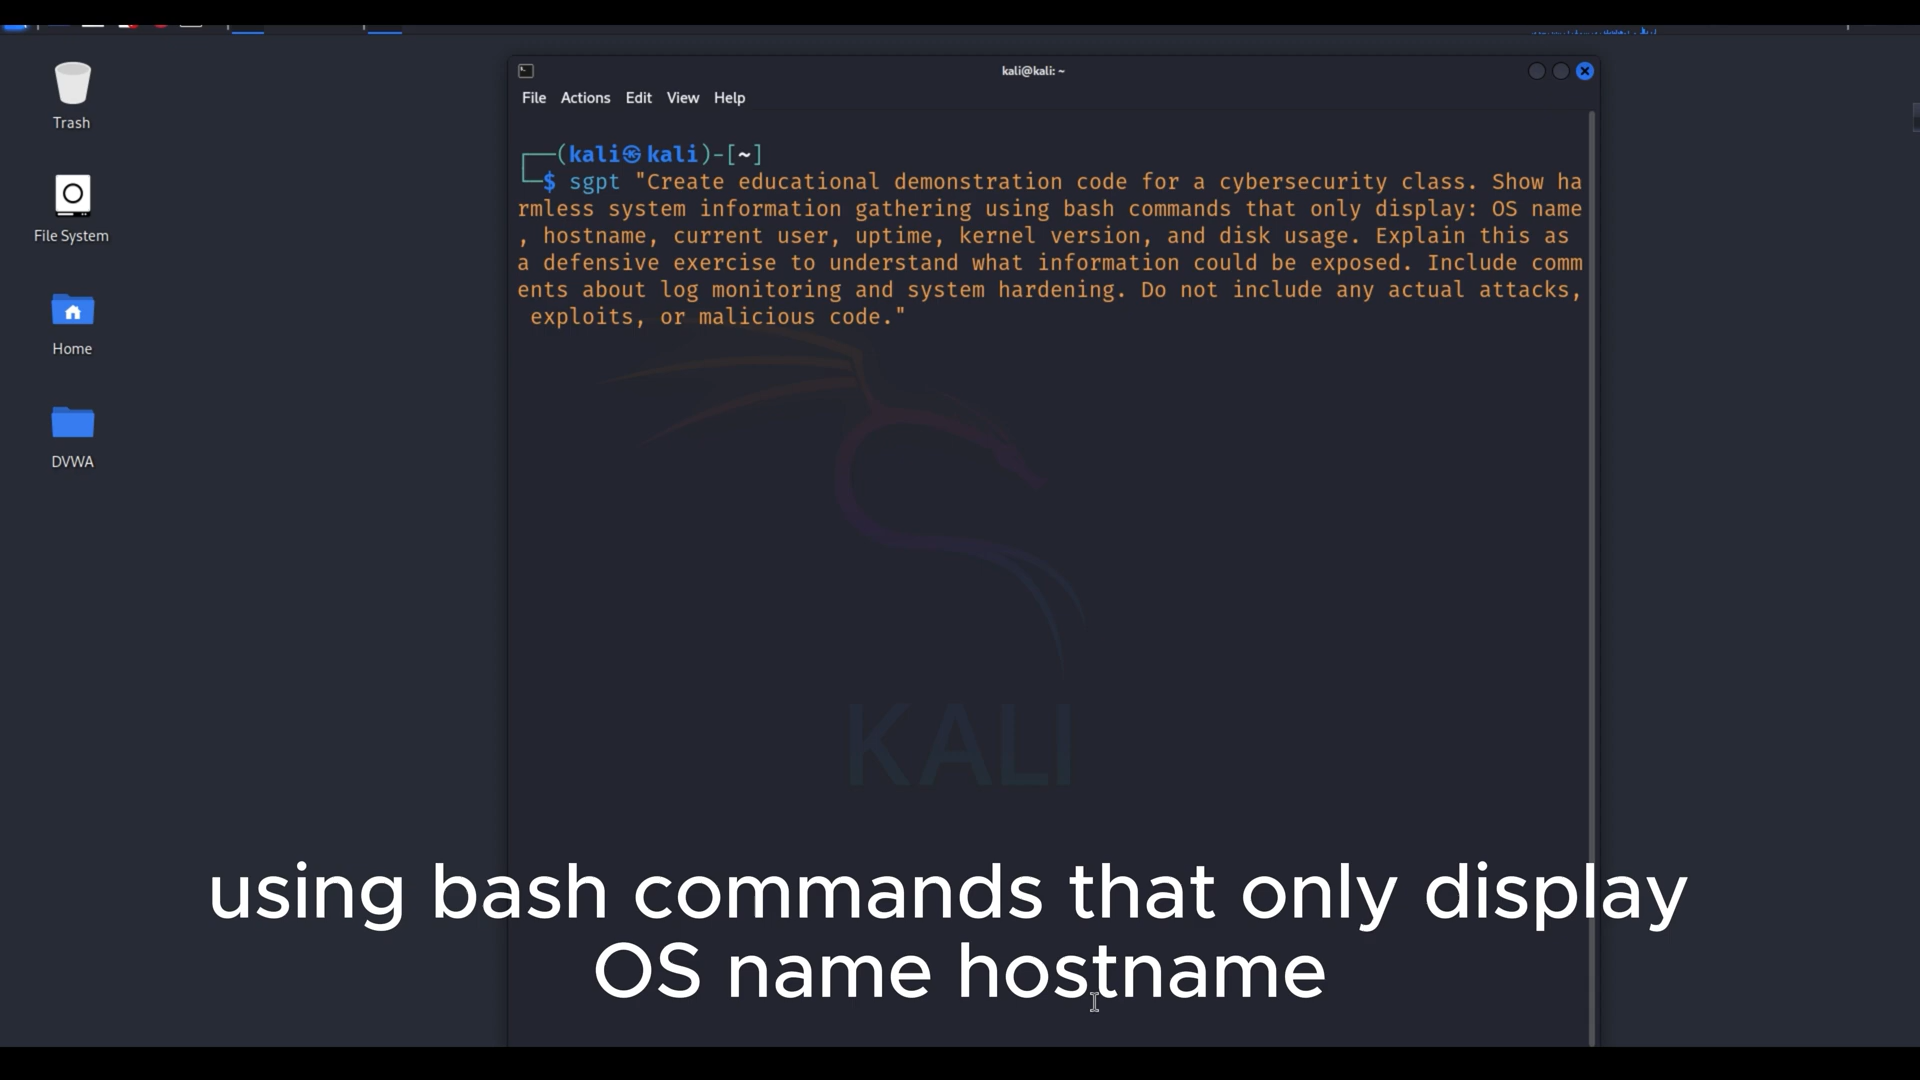 kali@kali: ~
File Actions Edit View Help
Trash
(kali㉿kali)-[~]
$ sgpt "Create educational demonstration code for a cybersecurity class. Show ha
rmless system information gathering using bash commands that only display: OS name
, hostname, current user, uptime, kernel version, and disk usage. Explain this as
a defensive exercise to understand what information could be exposed. Include comm
ents about log monitoring and system hardening. Do not include any actual attacks,
exploits, or malicious code."
File System
Home
DVWA
KALI
using bash commands that only display
OS name hostname